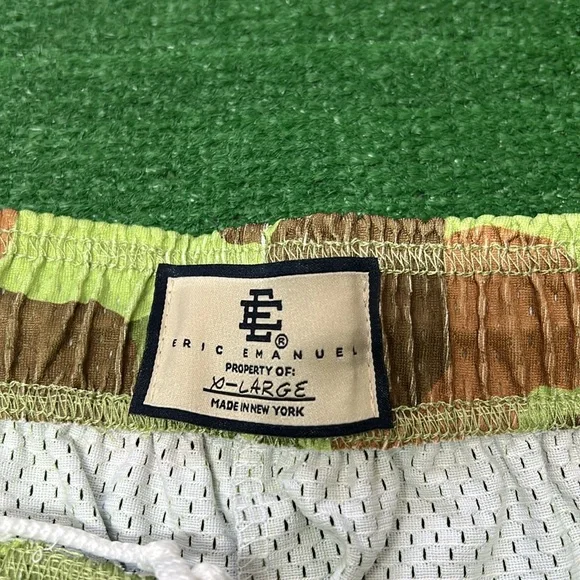 EE®
ERIC EMANUEL
PROPERTY OF:
X-LARGE
MADE IN NEW YORK